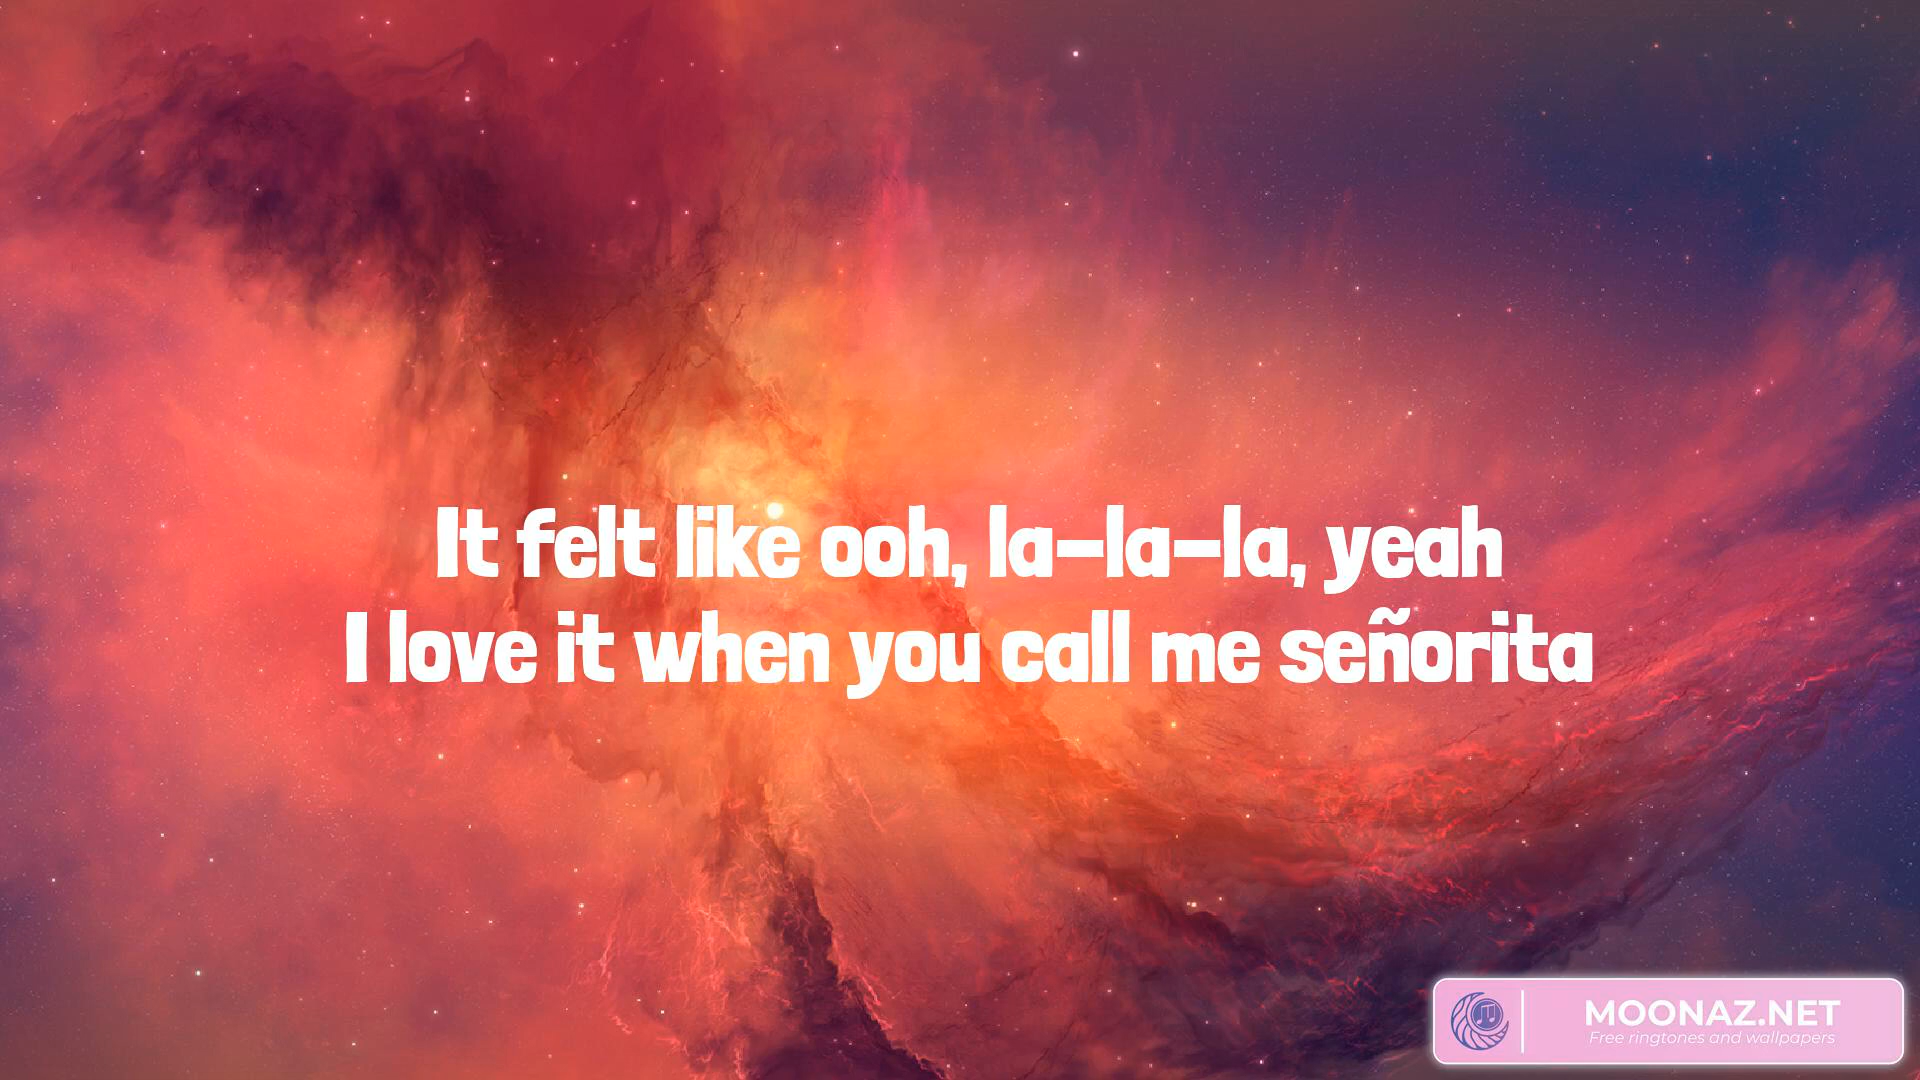 It felt like ooh, la-la-la, yeah
I love it when you call me señorita
MOONAZ.NET
Free ringtones and wallpapers